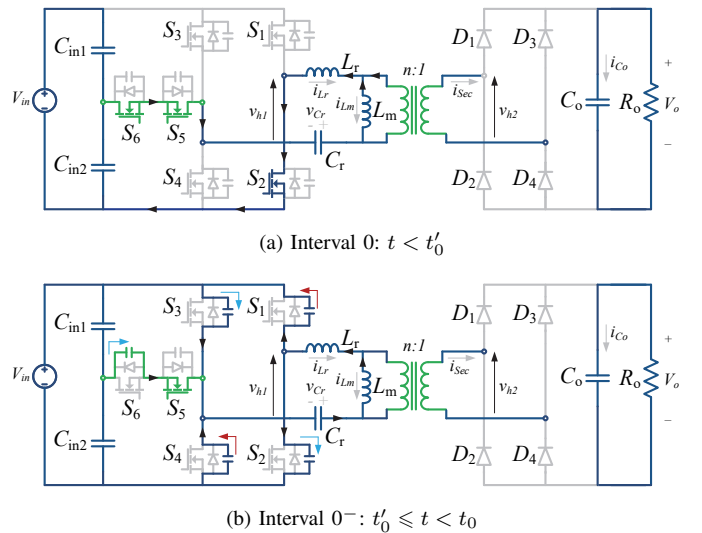 S3 S1 D1 D3
Cin1 Lr n:1 iCo
+
Vin iLr iLm iSec
vh1 vCr - + Lm vh2 Co Ro Vo
S6 S5
Cin2 Cr −
S4 S2 D2 D4
(a) Interval 0: t < t′0
S3 S1 D1 D3
Cin1 Lr n:1 iCo
+
Vin iLr iLm iSec
vh1 vCr - + Lm vh2 Co Ro Vo
S6 S5
Cin2 Cr −
S4 S2 D2 D4
(b) Interval 0−: t′0 ⩽ t < t0